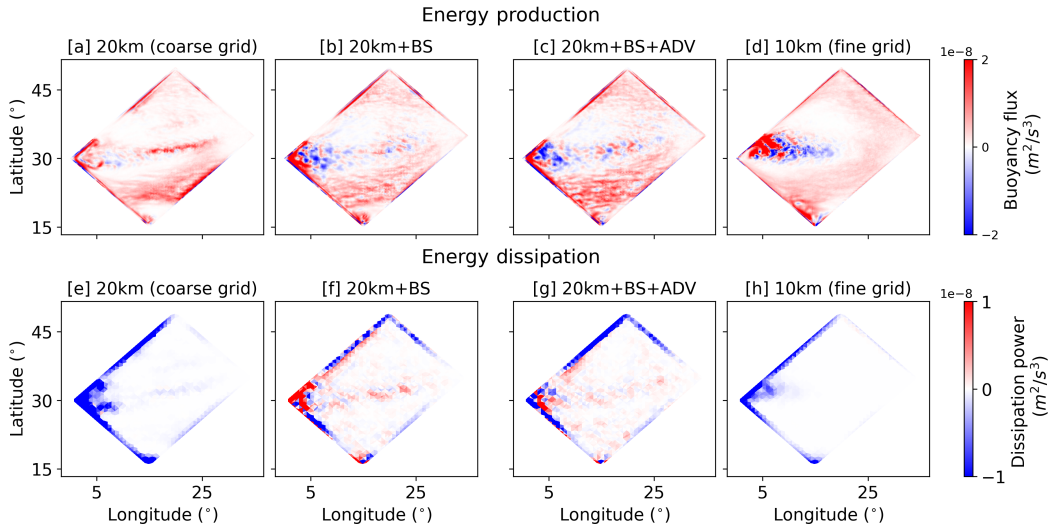 Energy production
[a] 20km (coarse grid)
[b] 20km+BS
[c] 20km+BS+ADV
[d] 10km (fine grid)
1e−8
2
0
−2
Buoyancy flux
(m²/s³)
Latitude (°)
45
30
15
Energy dissipation
[e] 20km (coarse grid)
[f] 20km+BS
[g] 20km+BS+ADV
[h] 10km (fine grid)
1e−8
1
0
−1
Dissipation power
(m²/s³)
Latitude (°)
45
30
15
5 25
5 25
5 25
5 25
Longitude (°)
Longitude (°)
Longitude (°)
Longitude (°)